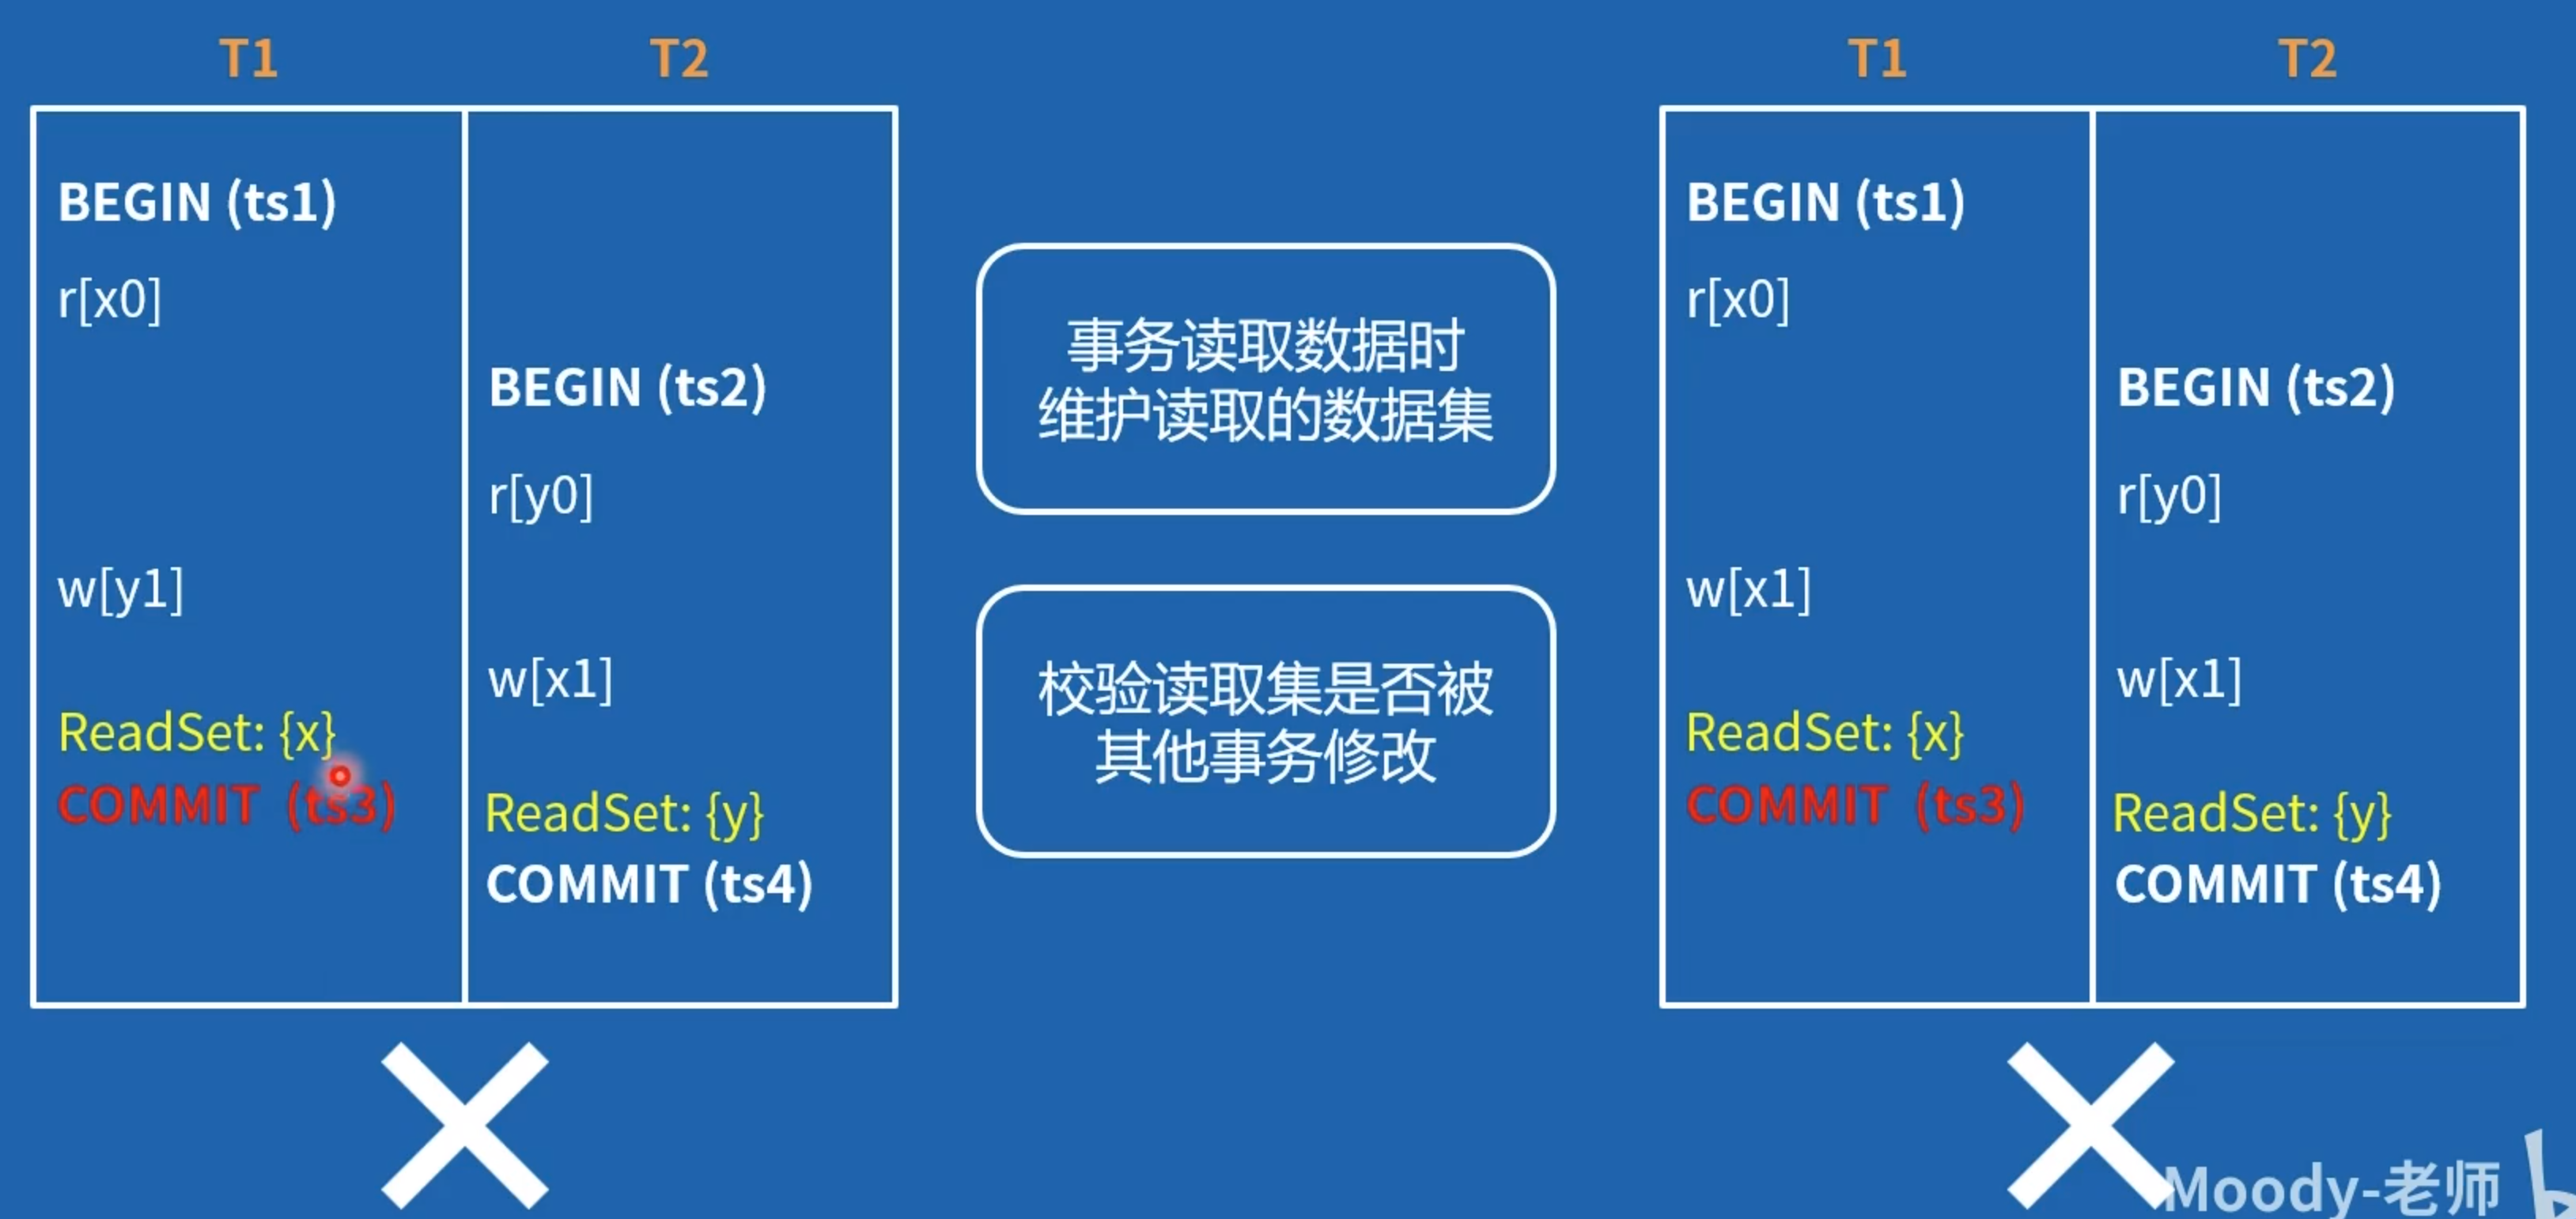 T1
T2
BEGIN (ts1)
r[x0]
BEGIN (ts2)
r[y0]
w[y1]
w[x1]
ReadSet: {x}
COMMIT (ts3)
ReadSet: {y}
COMMIT (ts4)
事务读取数据时
维护读取的数据集
校验读取集是否被
其他事务修改
T1
T2
BEGIN (ts1)
r[x0]
BEGIN (ts2)
r[y0]
w[x1]
w[x1]
ReadSet: {x}
COMMIT (ts3)
ReadSet: {y}
COMMIT (ts4)
Moody-老师